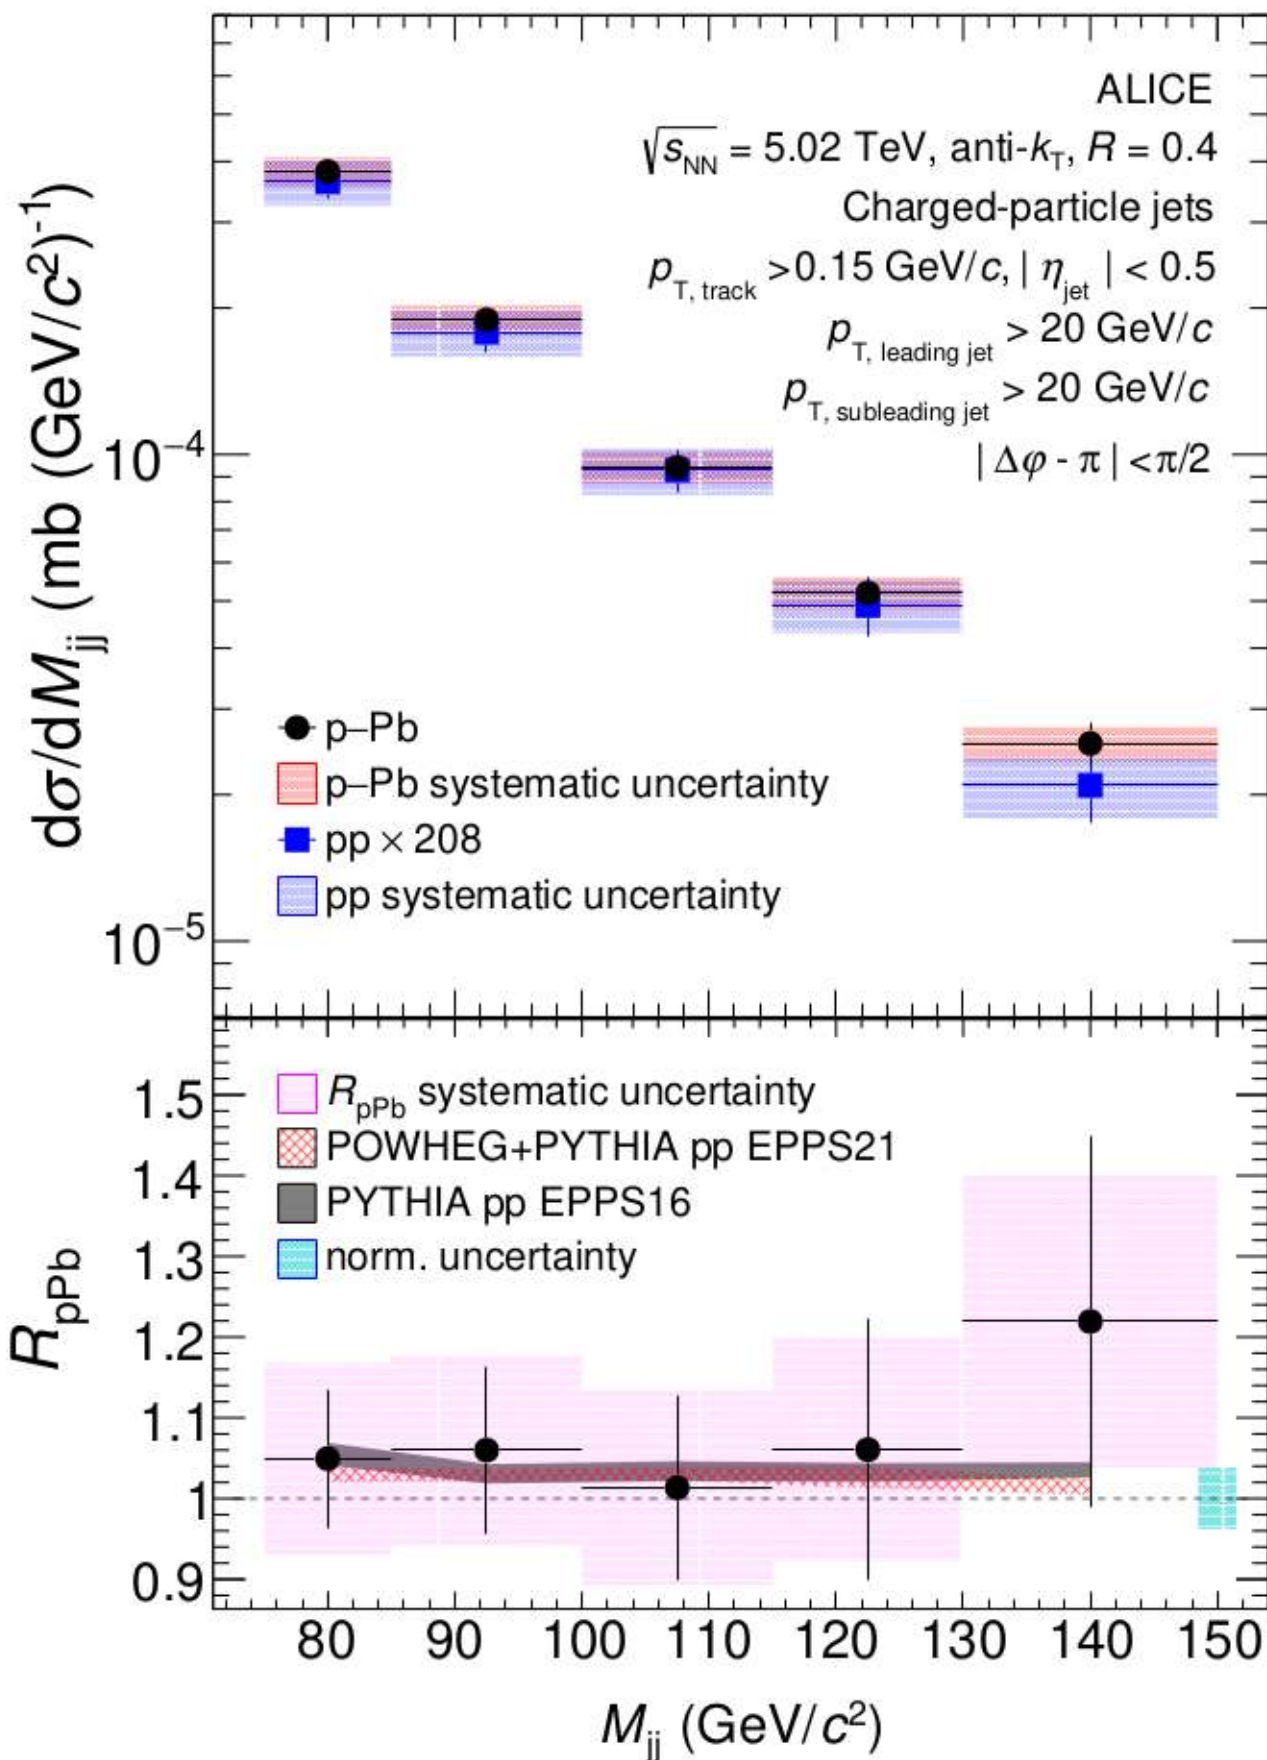 ALICE
√s_NN = 5.02 TeV, anti-k_T, R = 0.4
Charged-particle jets
p_T, track >0.15 GeV/c, | η_jet | < 0.5
p_T, leading jet > 20 GeV/c
p_T, subleading jet > 20 GeV/c
| Δφ - π | <π/2
dσ/dM_jj (mb (GeV/c²)⁻¹)
10⁻⁴
10⁻⁵
p–Pb
p–Pb systematic uncertainty
pp × 208
pp systematic uncertainty
R_pPb
1.5
1.4
1.3
1.2
1.1
1
0.9
R_pPb systematic uncertainty
POWHEG+PYTHIA pp EPPS21
PYTHIA pp EPPS16
norm. uncertainty
80 90 100 110 120 130 140 150
M_jj (GeV/c²)